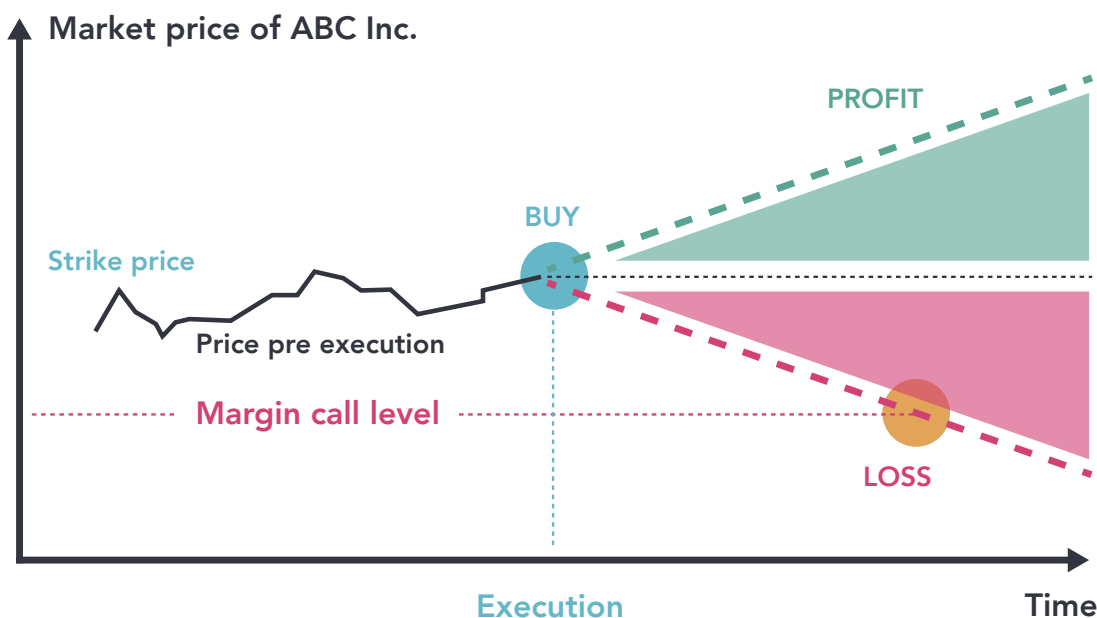 Market price of ABC Inc.
PROFIT
BUY
Strike price
Price pre execution
Margin call level
LOSS
Execution
Time